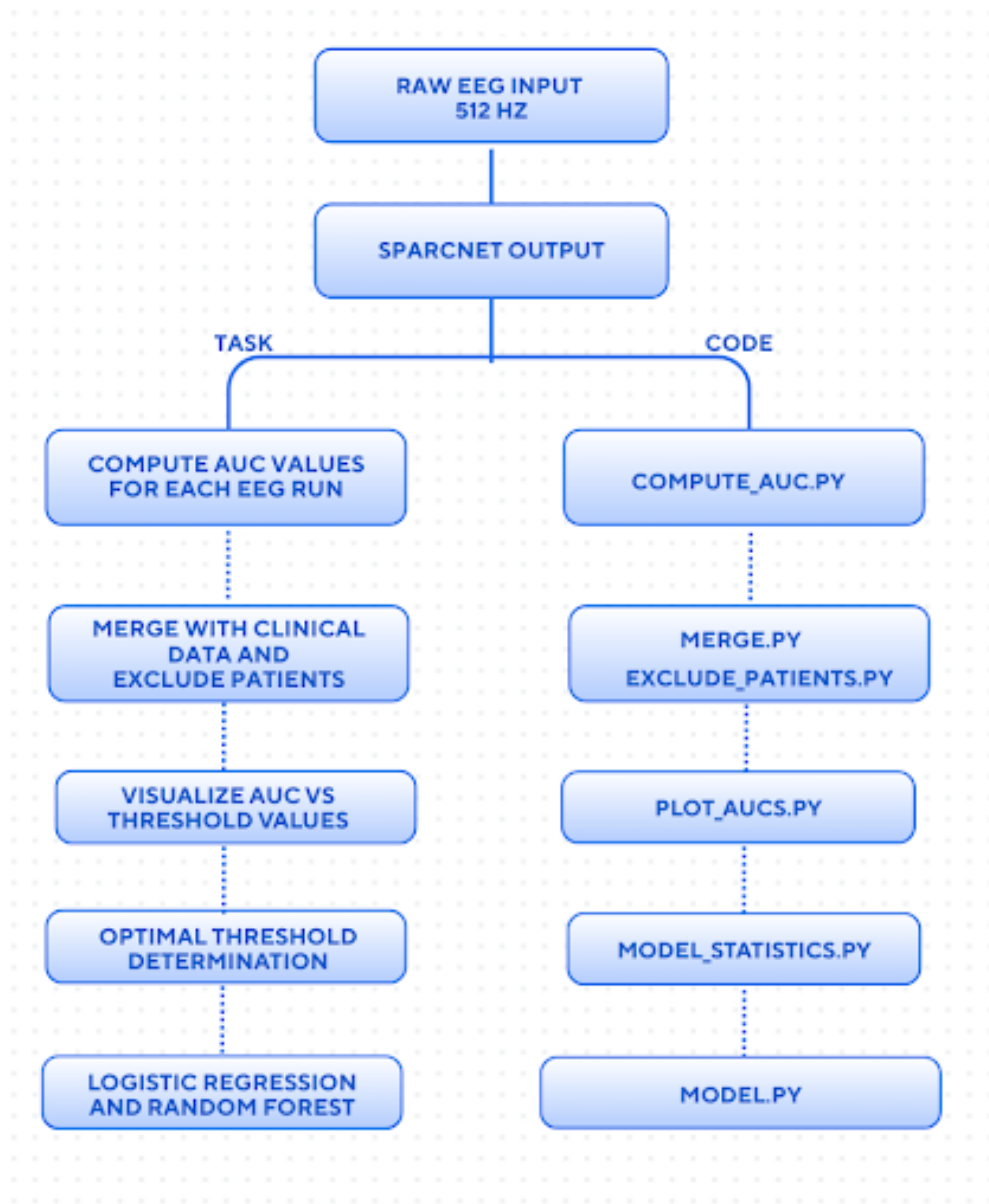 RAW EEG INPUT
512 HZ
SPARCNET OUTPUT
TASK
CODE
COMPUTE AUC VALUES
FOR EACH EEG RUN
COMPUTE_AUC.PY
MERGE WITH CLINICAL
DATA AND
EXCLUDE PATIENTS
MERGE.PY
EXCLUDE_PATIENTS.PY
VISUALIZE AUC VS
THRESHOLD VALUES
PLOT_AUCS.PY
OPTIMAL THRESHOLD
DETERMINATION
MODEL_STATISTICS.PY
LOGISTIC REGRESSION
AND RANDOM FOREST
MODEL.PY